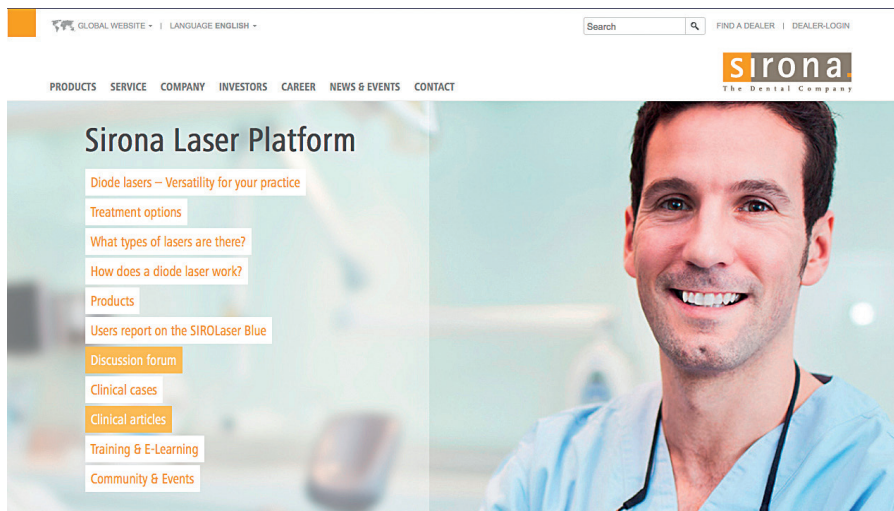 GLOBAL WEBSITE | LANGUAGE ENGLISH
Search
FIND A DEALER | DEALER-LOGIN
sirona.
The Dental Company
PRODUCTS SERVICE COMPANY INVESTORS CAREER NEWS & EVENTS CONTACT
Sirona Laser Platform
Diode lasers – Versatility for your practice
Treatment options
What types of lasers are there?
How does a diode laser work?
Products
Users report on the SIROLaser Blue
Discussion forum
Clinical cases
Clinical articles
Training & E-Learning
Community & Events